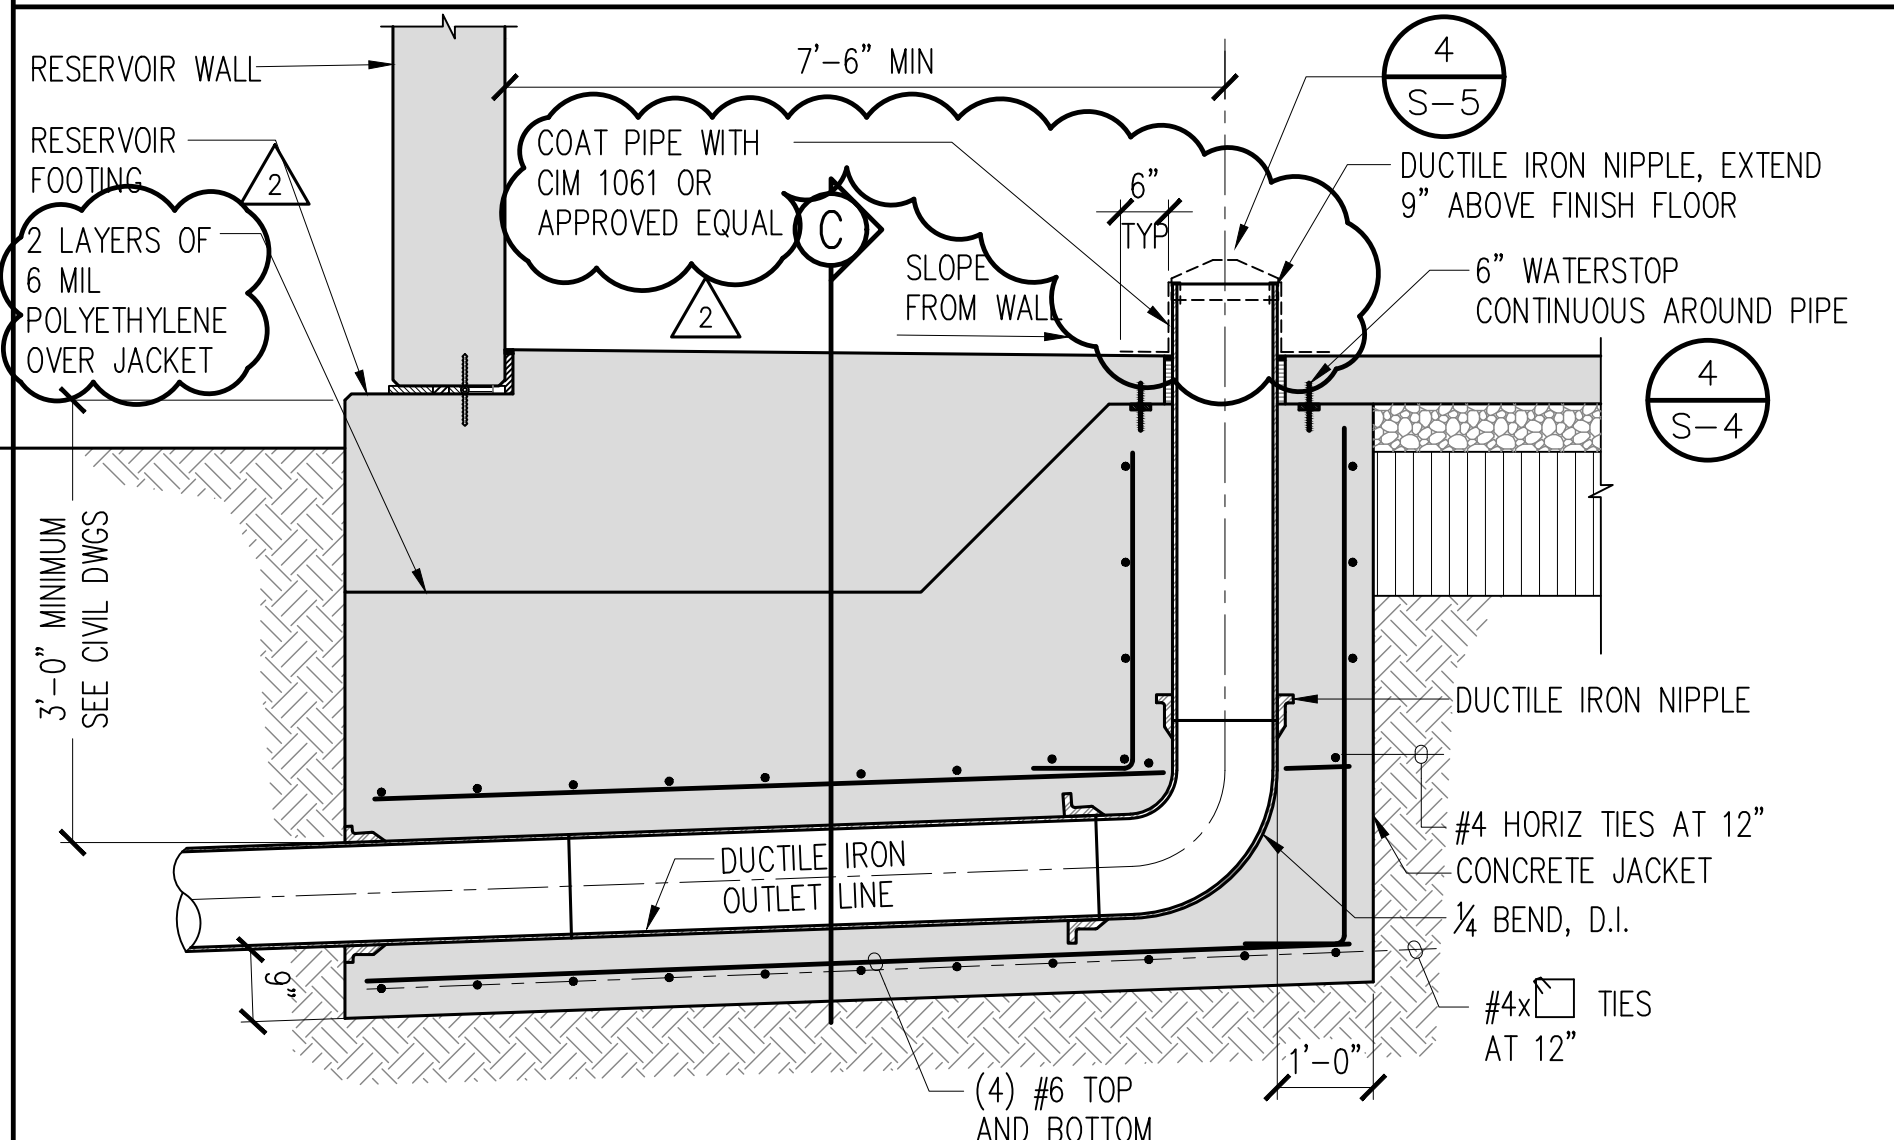 RESERVOIR WALL
7'-6" MIN
4
S-5
RESERVOIR
FOOTING
2
COAT PIPE WITH
CIM 1061 OR
APPROVED EQUAL
C
6"
TYP
DUCTILE IRON NIPPLE, EXTEND
9" ABOVE FINISH FLOOR
2 LAYERS OF
6 MIL
POLYETHYLENE
OVER JACKET
2
SLOPE
FROM WALL
6" WATERSTOP
CONTINUOUS AROUND PIPE
4
S-4
3'-0" MINIMUM
SEE CIVIL DWGS
DUCTILE IRON NIPPLE
#4 HORIZ TIES AT 12"
CONCRETE JACKET
1/4 BEND, D.I.
DUCTILE IRON
OUTLET LINE
9"
#4x TIES
AT 12"
1'-0"
(4) #6 TOP
AND BOTTOM